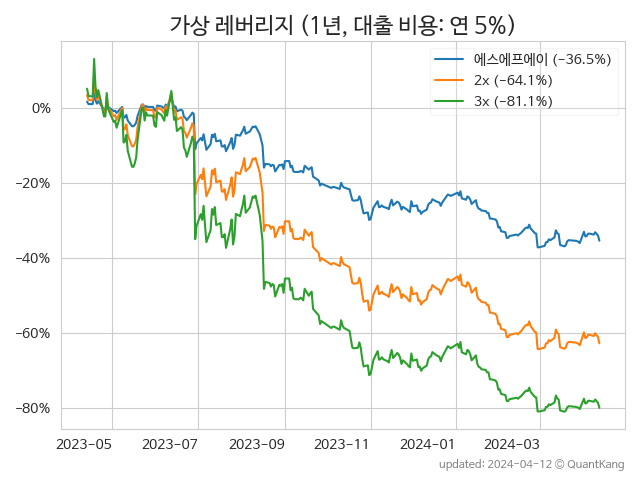 가상 레버리지 (1년, 대출 비용: 연 5%)
에스에프에이 (−36.5%)
2x (−64.1%)
3x (−81.1%)
0%
−20%
−40%
−60%
−80%
2023-05 2023-07 2023-09 2023-11 2024-01 2024-03
updated: 2024-04-12 © QuantKang